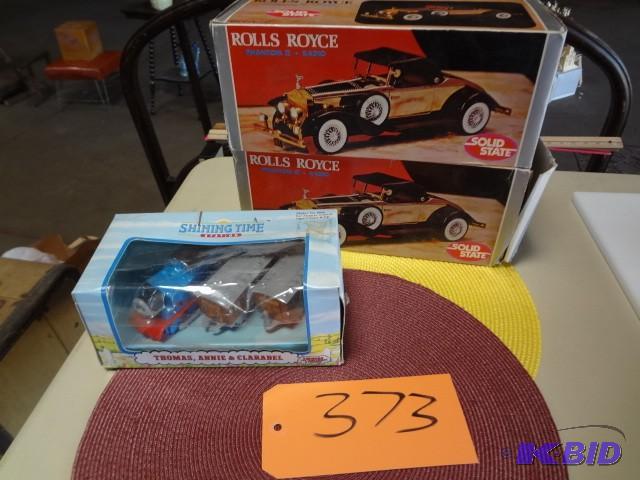 ROLLS ROYCE
PHANTOM II · RADIO
SOLID STATE
ROLLS ROYCE
PHANTOM II · RADIO
SOLID STATE
SHINING TIME
STATION
THOMAS, ANNIE & CLARABEL
373
K-BID